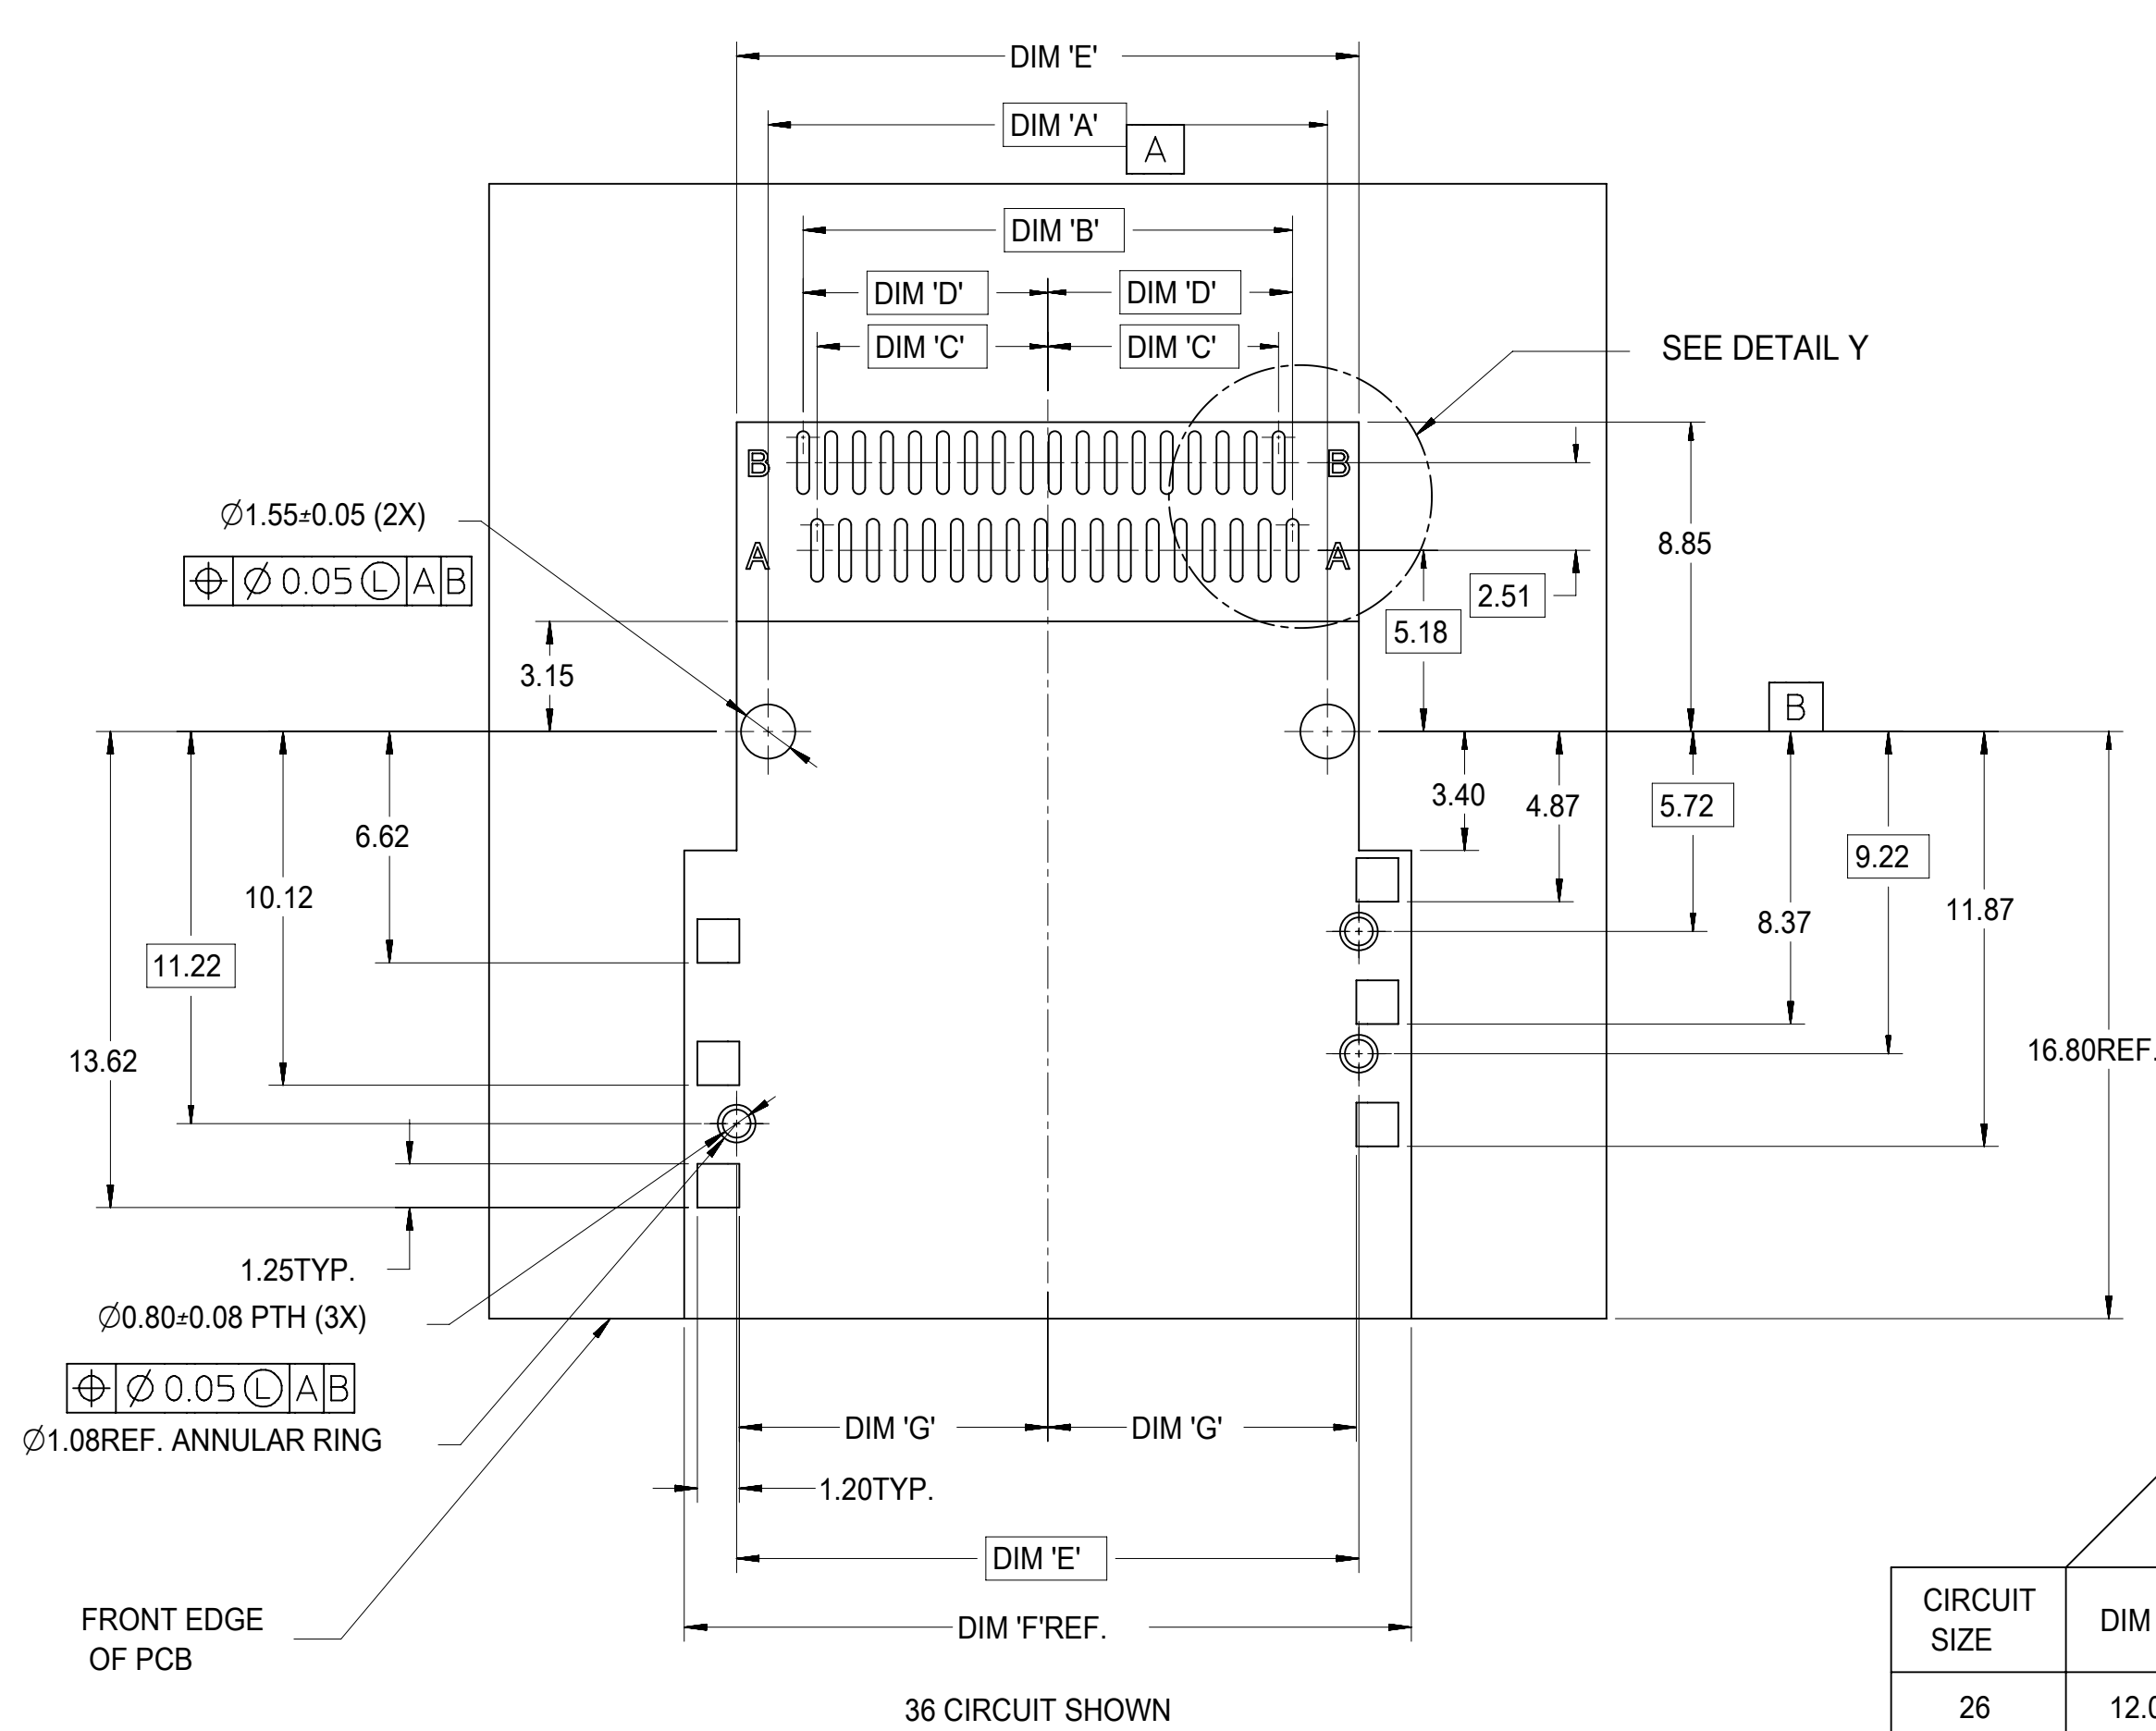 DIM 'E'
DIM 'A'
A
DIM 'B'
DIM 'D'
DIM 'D'
DIM 'C'
DIM 'C'
SEE DETAIL Y
B
B
A
A
Ø1.55±0.05 (2X)
⌖ Ø 0.05 Ⓛ A B
8.85
2.51
5.18
3.15
B
3.40
4.87
5.72
6.62
9.22
10.12
11.87
8.37
11.22
13.62
16.80REF.
1.25TYP.
Ø0.80±0.08 PTH (3X)
⌖ Ø 0.05 Ⓛ A B
Ø1.08REF. ANNULAR RING
DIM 'G'
DIM 'G'
1.20TYP.
DIM 'E'
DIM 'F'REF.
FRONT EDGE
OF PCB
36 CIRCUIT SHOWN
CIRCUIT
SIZE
DIM
26